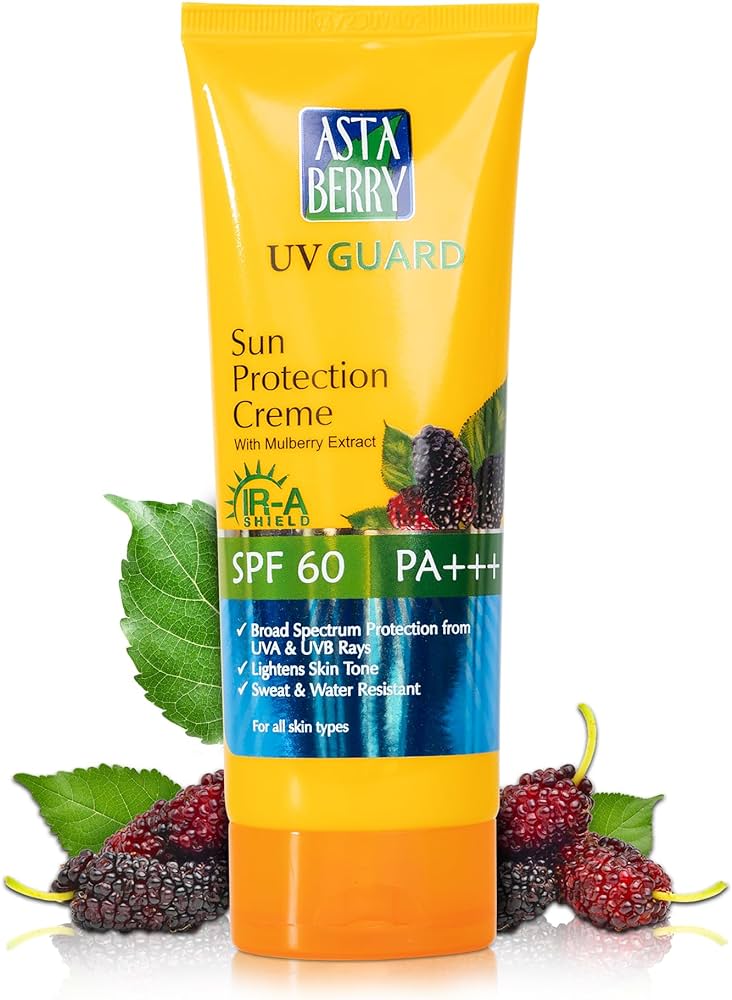 ASTA
BERRY
UV GUARD
Sun
Protection
Creme
With Mulberry Extract
IR-A
SHIELD
SPF 60 PA+++
✓ Broad Spectrum Protection from
UVA & UVB Rays
✓ Lightens Skin Tone
✓ Sweat & Water Resistant
For all skin types